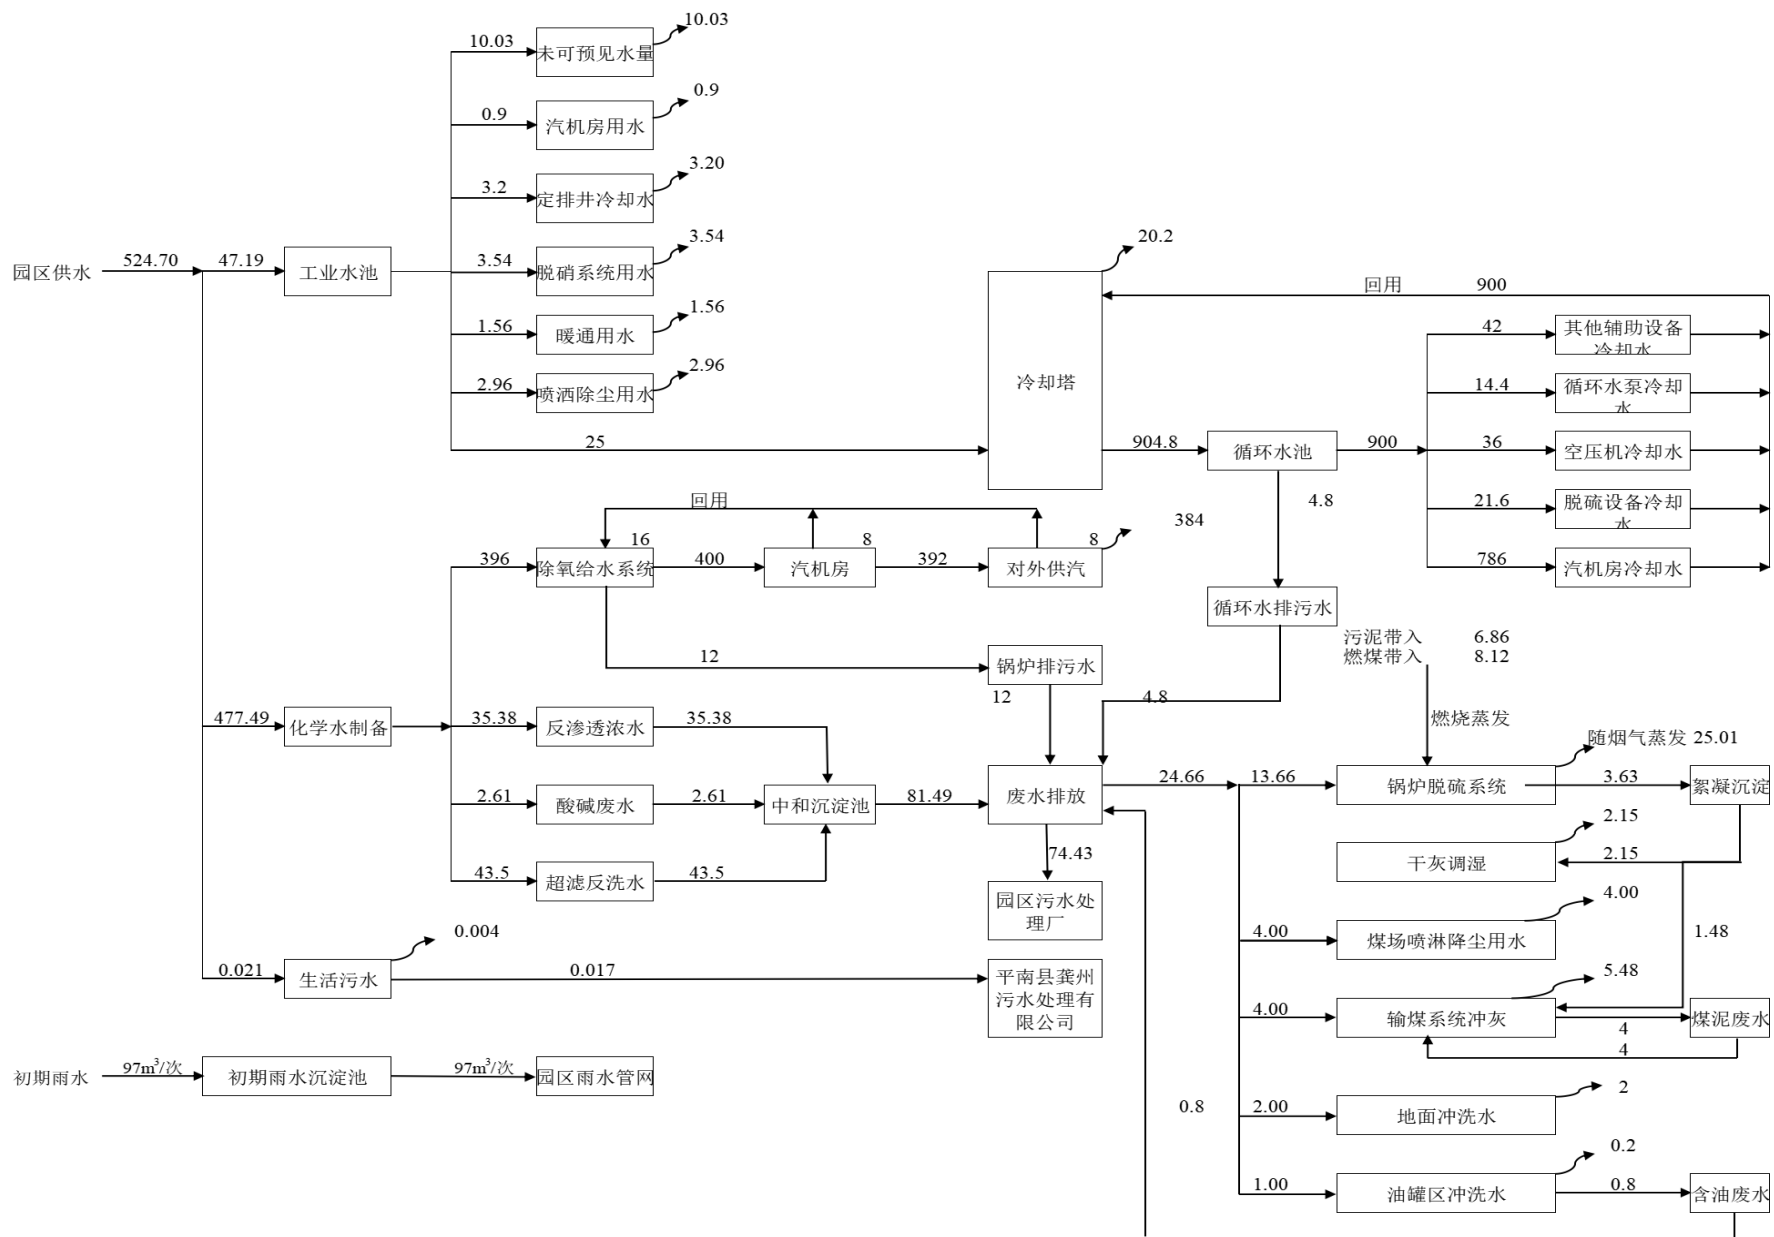 10.03
10.03
未可预见水量
0.9
0.9
汽机房用水
3.20
3.2
定排井冷却水
园区供水
524.70
47.19
工业水池
3.54
3.54
脱硝系统用水
1.56
1.56
暖通用水
2.96
2.96
喷洒除尘用水
25
20.2
冷却塔
回用 900
904.8
循环水池
900
42
其他辅助设备
冷却水
14.4
循环水泵冷却
水
36
空压机冷却水
21.6
脱硫设备冷却
水
786
汽机房冷却水
4.8
循环水排污水
4.8
回用
396
16
除氧给水系统
400
8
汽机房
392
8
对外供汽
384
12
锅炉排污水
12
477.49
化学水制备
35.38
反渗透浓水
35.38
2.61
酸碱废水
2.61
中和沉淀池
81.49
43.5
超滤反洗水
43.5
废水排放
74.43
园区污水处
理厂
污泥带入 6.86
燃煤带入 8.12
燃烧蒸发
随烟气蒸发 25.01
24.66
13.66
锅炉脱硫系统
3.63
絮凝沉淀
2.15
干灰调湿
2.15
4.00
4.00
煤场喷淋降尘用水
1.48
5.48
4.00
输煤系统冲灰
4
4
煤泥废水
2
2.00
地面冲洗水
0.2
1.00
油罐区冲洗水
0.8
含油废水
0.8
0.021
生活污水
0.004
0.017
平南县龚州
污水处理有
限公司
初期雨水
97m³/次
初期雨水沉淀池
97m³/次
园区雨水管网